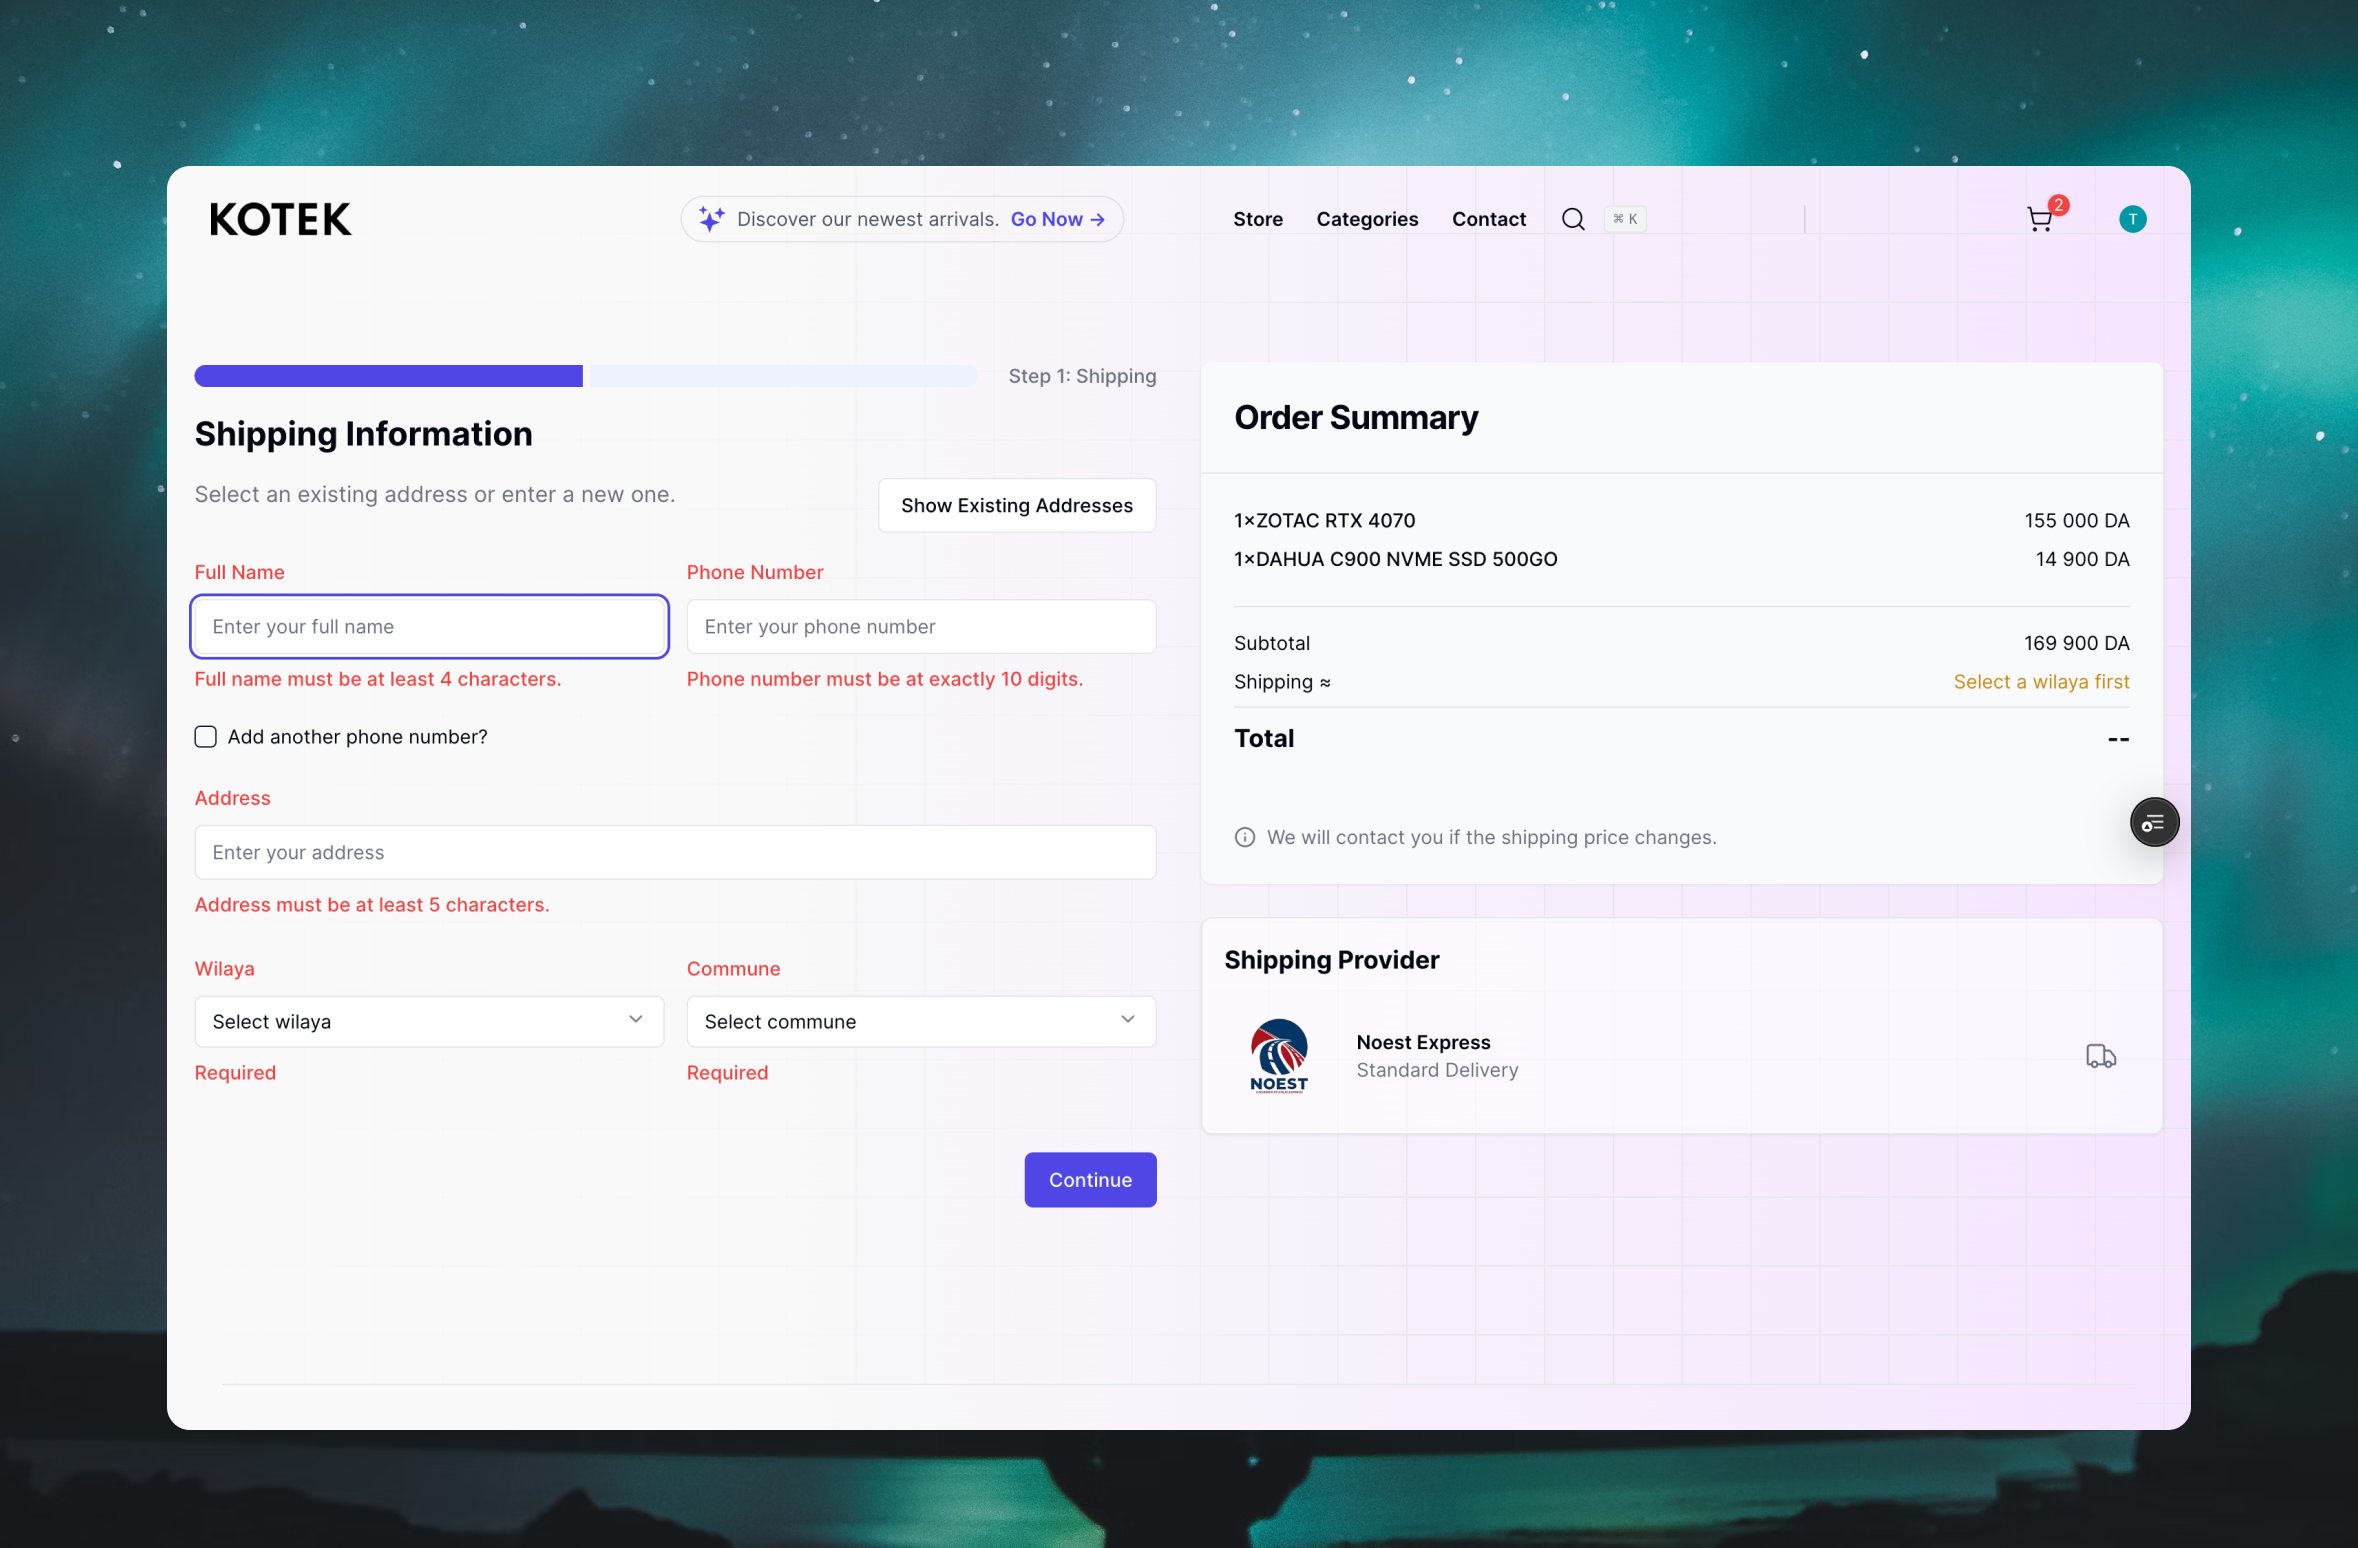 KOTEK
Discover our newest arrivals. Go Now →
Store
Categories
Contact
⌘ K
2
T
Step 1: Shipping
Shipping Information
Select an existing address or enter a new one.
Show Existing Addresses
Full Name
Enter your full name
Full name must be at least 4 characters.
Phone Number
Enter your phone number
Phone number must be at exactly 10 digits.
Add another phone number?
Address
Enter your address
Address must be at least 5 characters.
Wilaya
Select wilaya
Required
Commune
Select commune
Required
Continue
Order Summary
1×ZOTAC RTX 4070 155 000 DA
1×DAHUA C900 NVME SSD 500GO 14 900 DA
Subtotal 169 900 DA
Shipping ≈ Select a wilaya first
Total --
We will contact you if the shipping price changes.
Shipping Provider
NOEST
Noest Express
Standard Delivery